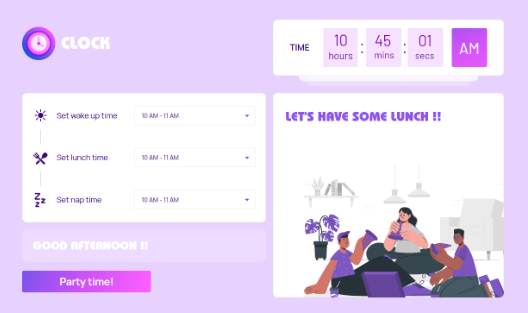 CLOCK
TIME
10 : 45 : 01
hours mins secs
AM
Set wake up time
10 AM - 11 AM
Set lunch time
10 AM - 11 AM
Set nap time
10 AM - 11 AM
GOOD AFTERNOON !!
Party time!
LET'S HAVE SOME LUNCH !!